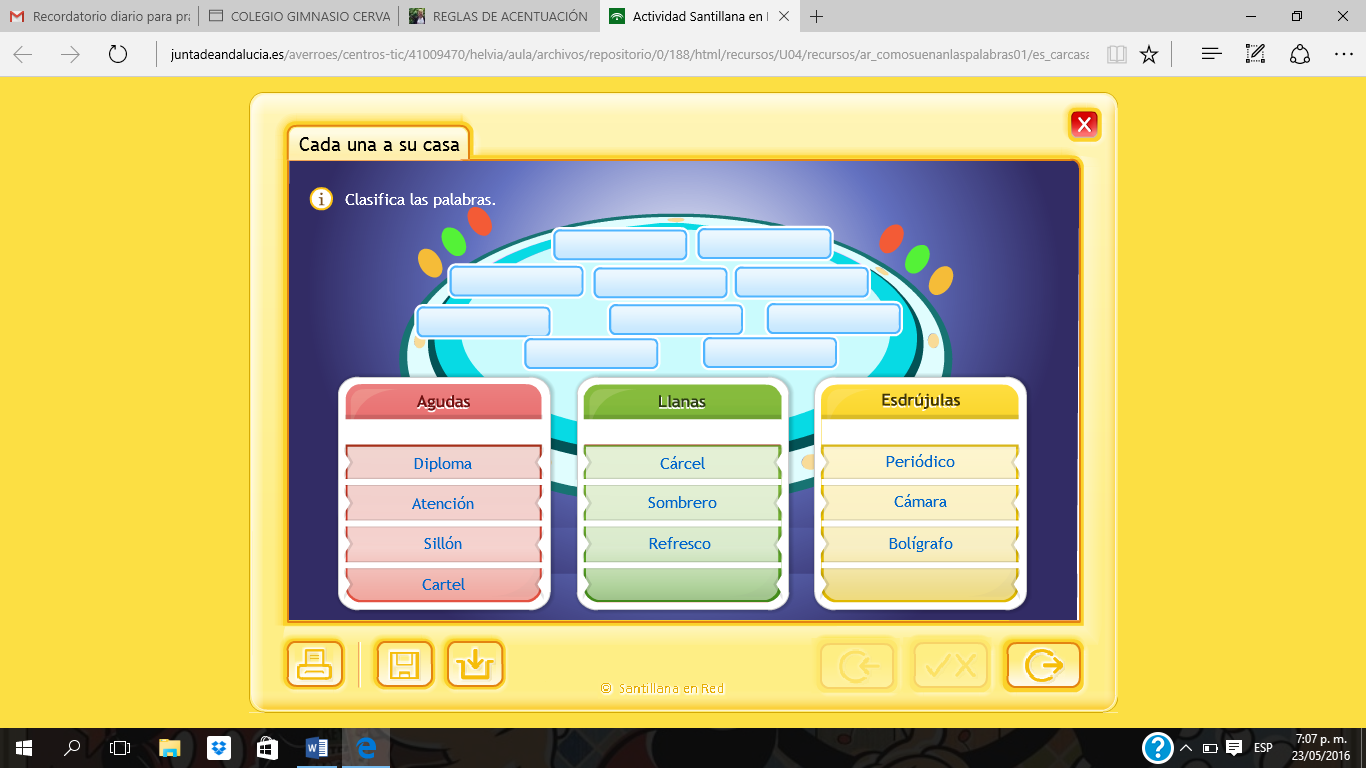 Recordatorio diario para pra
COLEGIO GIMNASIO CERVA
REGLAS DE ACENTUACIÓN
Actividad Santillana en
juntadeandalucia.es/averroes/centros-tic/41009470/helvia/aula/archivos/repositorio/0/188/html/recursos/U04/recursos/ar_comosuenanlaspalabras01/es_carcasa
Cada una a su casa
Clasifica las palabras.
Agudas
Diploma
Atención
Sillón
Cartel
Llanas
Cárcel
Sombrero
Refresco
Esdrújulas
Periódico
Cámara
Bolígrafo
© Santillana en Red
ESP
7:07 p. m.
23/05/2016